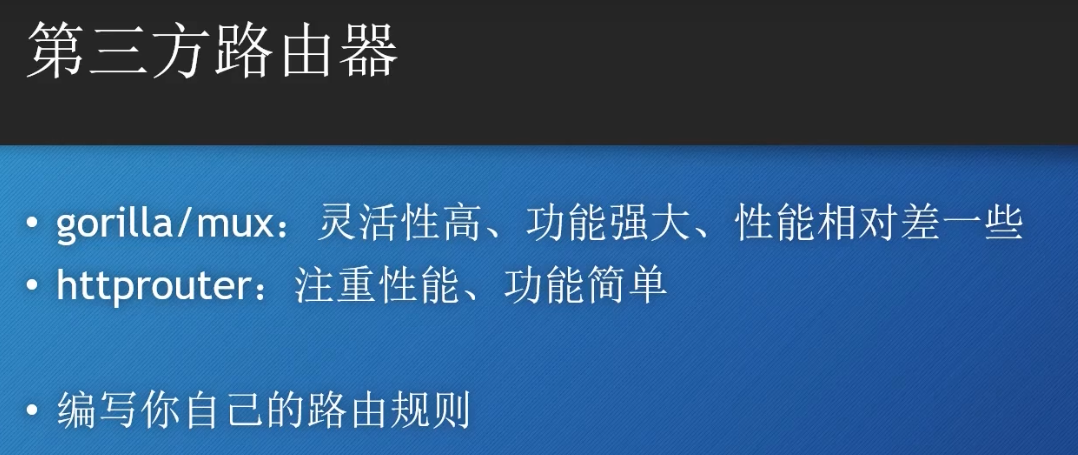 第三方路由器
• gorilla/mux： 灵活性高、功能强大、性能相对差一些
• httprouter：注重性能、功能简单
• 编写你自己的路由规则